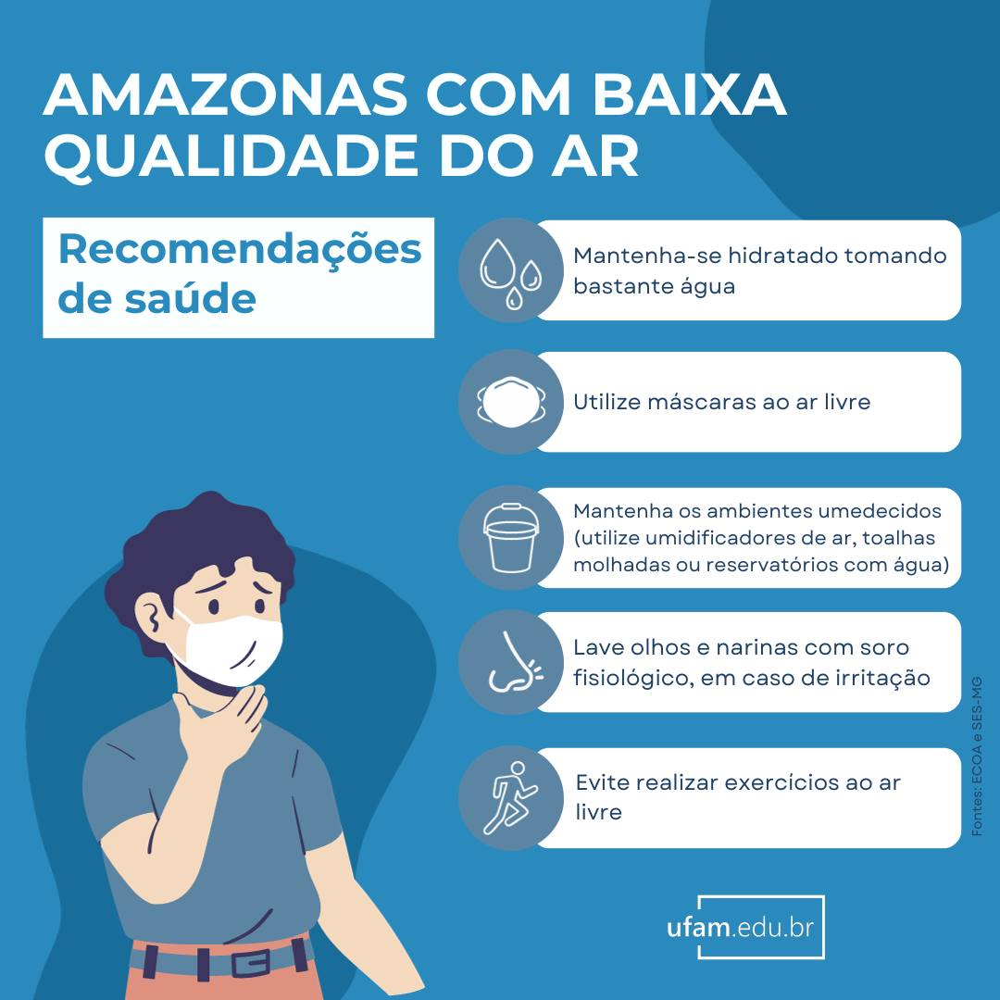 AMAZONAS COM BAIXA
QUALIDADE DO AR
Recomendações
de saúde
Mantenha-se hidratado tomando
bastante água
Utilize máscaras ao ar livre
Mantenha os ambientes umedecidos
(utilize umidificadores de ar, toalhas
molhadas ou reservatórios com água)
Lave olhos e narinas com soro
fisiológico, em caso de irritação
Evite realizar exercícios ao ar
livre
Fontes: ECOA e SES-MG
ufam.edu.br